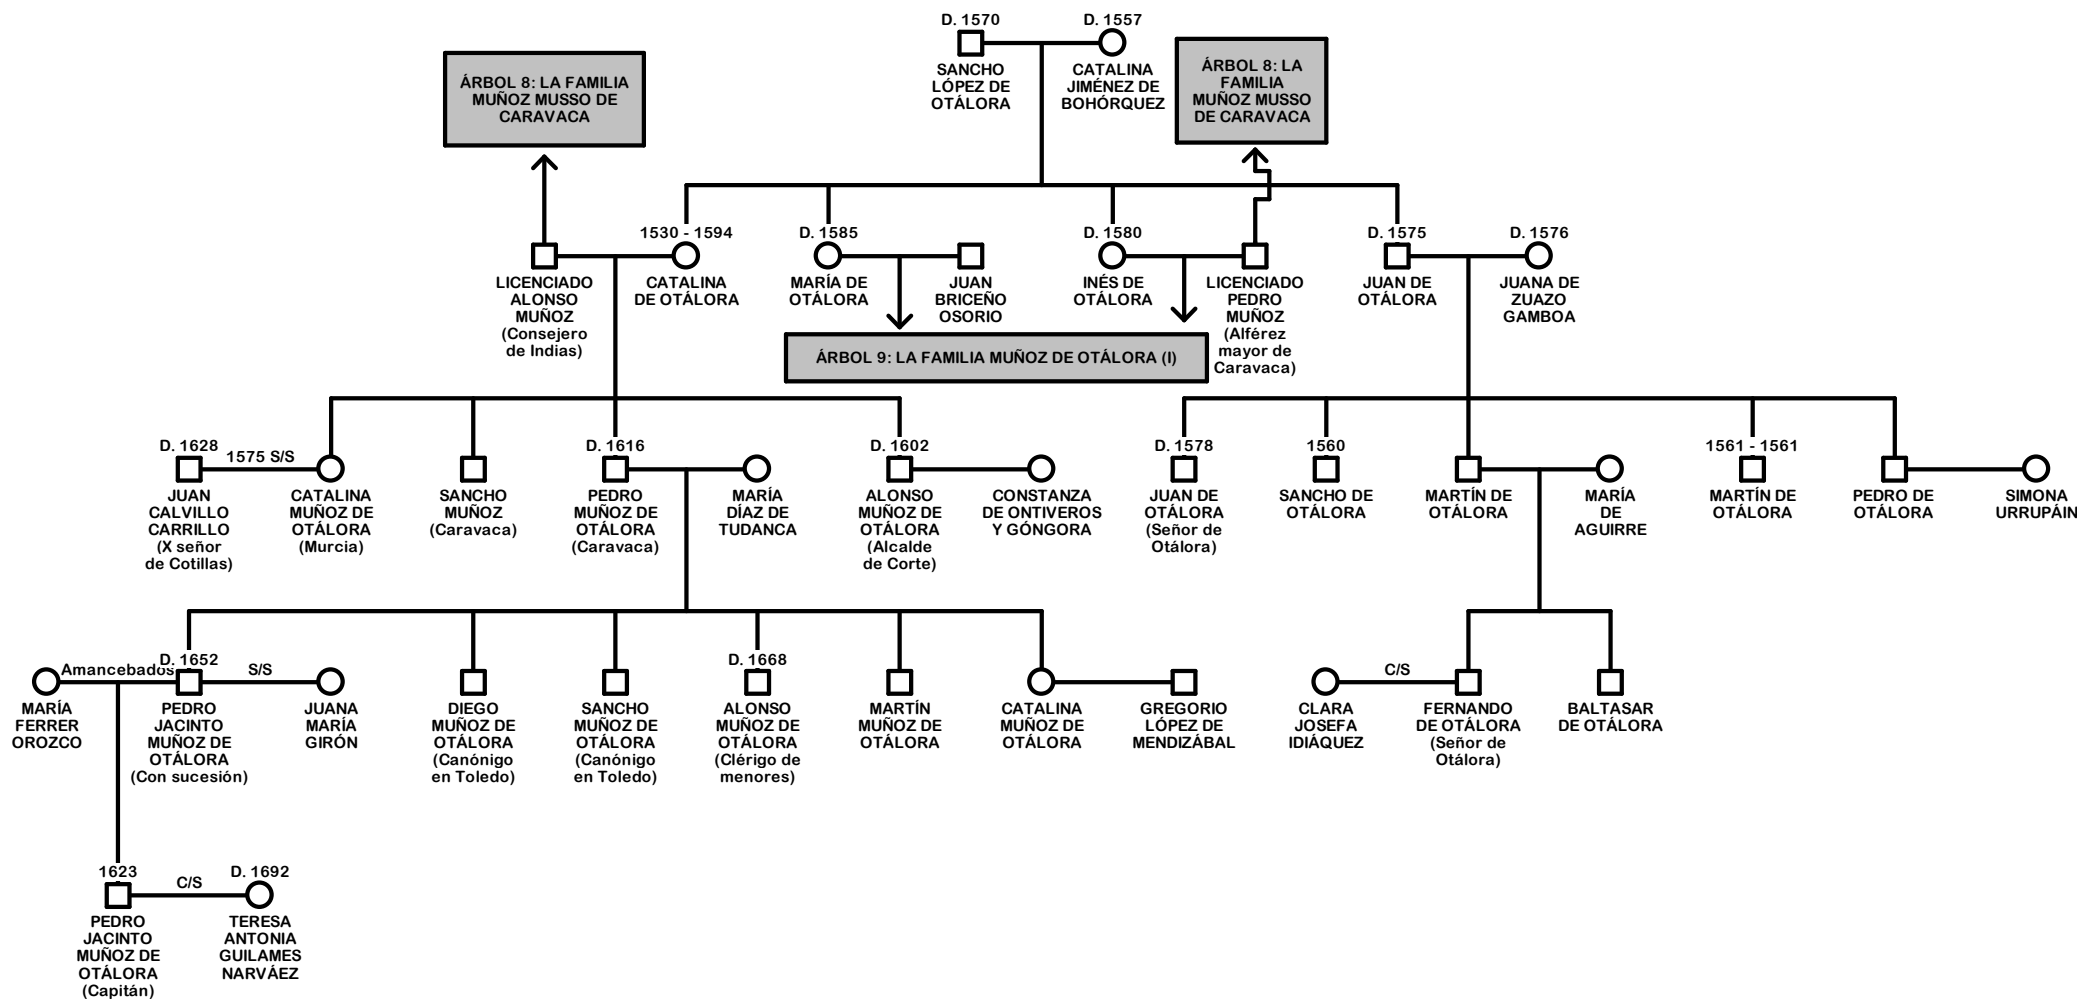 D. 1570
D. 1557
SANCHO
LÓPEZ DE
OTÁLORA
CATALINA
JIMÉNEZ DE
BOHÓRQUEZ
ÁRBOL 8: LA FAMILIA
MUÑOZ MUSSO DE
CARAVACA
ÁRBOL 8: LA
FAMILIA
MUÑOZ MUSSO
DE CARAVACA
LICENCIADO
ALONSO
MUÑOZ
(Consejero
de Indias)
1530 - 1594
CATALINA
DE OTÁLORA
D. 1585
MARÍA DE
OTÁLORA
JUAN
BRICEÑO
OSORIO
D. 1580
INÉS DE
OTÁLORA
LICENCIADO
PEDRO
MUÑOZ
(Alférez
mayor de
Caravaca)
D. 1575
JUAN DE
OTÁLORA
D. 1576
JUANA DE
ZUAZO
GAMBOA
ÁRBOL 9: LA FAMILIA MUÑOZ DE OTÁLORA (I)
D. 1628
JUAN
CALVILLO
CARRILLO
(X señor
de Cotillas)
1575 S/S
CATALINA
MUÑOZ DE
OTÁLORA
(Murcia)
SANCHO
MUÑOZ
(Caravaca)
D. 1616
PEDRO
MUÑOZ DE
OTÁLORA
(Caravaca)
MARÍA
DÍAZ DE
TUDANCA
D. 1602
ALONSO
MUÑOZ DE
OTÁLORA
(Alcalde
de Corte)
CONSTANZA
DE ONTIVEROS
Y GÓNGORA
D. 1578
JUAN DE
OTÁLORA
(Señor de
Otálora)
1560
SANCHO DE
OTÁLORA
MARTÍN DE
OTÁLORA
MARÍA
DE
AGUIRRE
1561 - 1561
MARTÍN DE
OTÁLORA
PEDRO DE
OTÁLORA
SIMONA
URRUPÁIN
MARÍA
FERRER
OROZCO
Amancebados
D. 1652
PEDRO
JACINTO
MUÑOZ DE
OTÁLORA
(Con sucesión)
S/S
JUANA
MARÍA
GIRÓN
DIEGO
MUÑOZ DE
OTÁLORA
(Canónigo
en Toledo)
SANCHO
MUÑOZ DE
OTÁLORA
(Canónigo
en Toledo)
D. 1668
ALONSO
MUÑOZ DE
OTÁLORA
(Clérigo de
menores)
MARTÍN
MUÑOZ DE
OTÁLORA
CATALINA
MUÑOZ DE
OTÁLORA
GREGORIO
LÓPEZ DE
MENDIZÁBAL
CLARA
JOSEFA
IDIÁQUEZ
C/S
FERNANDO
DE OTÁLORA
(Señor de
Otálora)
BALTASAR
DE OTÁLORA
1623
PEDRO
JACINTO
MUÑOZ DE
OTÁLORA
(Capitán)
C/S
D. 1692
TERESA
ANTONIA
GUILAMES
NARVÁEZ